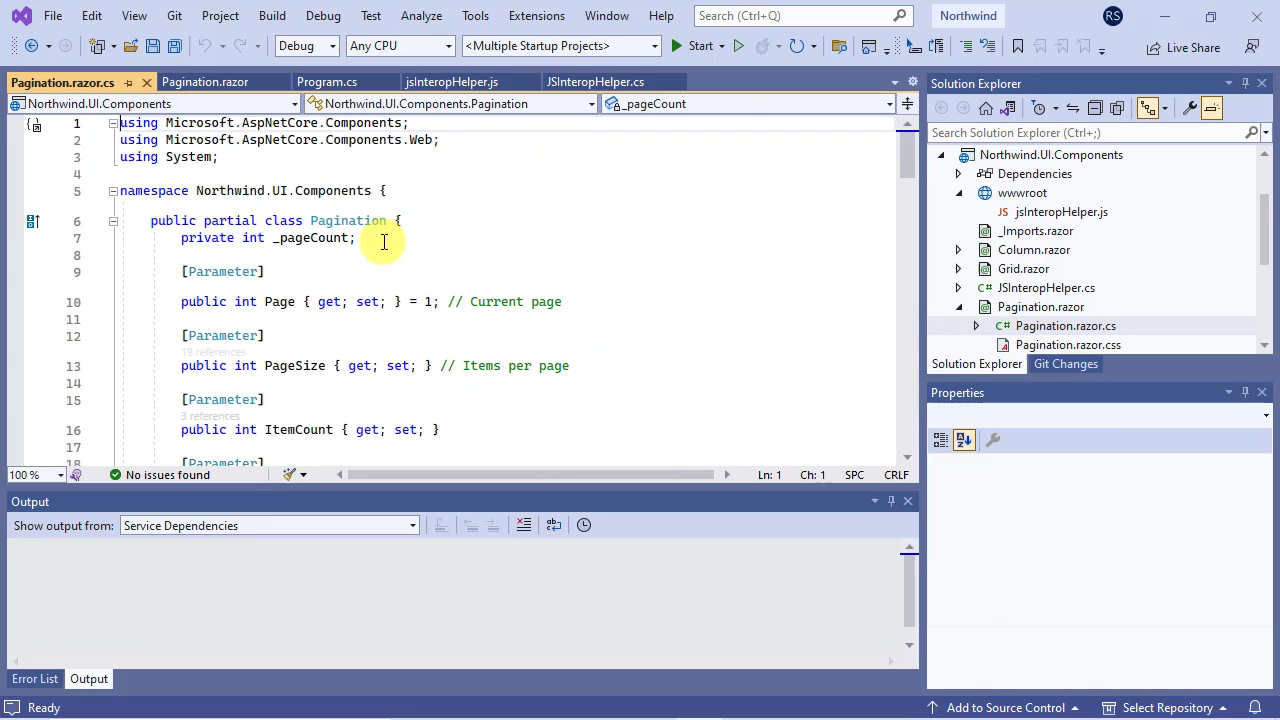 File Edit View Git Project Build Debug Test Analyze Tools Extensions Window Help Search (Ctrl+Q) Northwind RS
Debug Any CPU <Multiple Startup Projects> Start Live Share
Pagination.razor.cs Pagination.razor Program.cs jsInteropHelper.js JSInteropHelper.cs
Northwind.UI.Components Northwind.UI.Components.Pagination _pageCount
1 using Microsoft.AspNetCore.Components;
2 using Microsoft.AspNetCore.Components.Web;
3 using System;
4
5 namespace Northwind.UI.Components {
6 public partial class Pagination {
7 private int _pageCount;
8
9 [Parameter]
10 public int Page { get; set; } = 1; // Current page
11
12 [Parameter]
19 references
13 public int PageSize { get; set; } // Items per page
14
15 [Parameter]
3 references
16 public int ItemCount { get; set; }
17
18 [Parameter]
100 % No issues found Ln: 1 Ch: 1 SPC CRLF
Output
Show output from: Service Dependencies
Error List Output
Solution Explorer
Search Solution Explorer (Ctrl+;)
Northwind.UI.Components
Dependencies
wwwroot
jsInteropHelper.js
_Imports.razor
Column.razor
Grid.razor
JSInteropHelper.cs
Pagination.razor
Pagination.razor.cs
Pagination.razor.css
Solution Explorer Git Changes
Properties
Ready Add to Source Control Select Repository